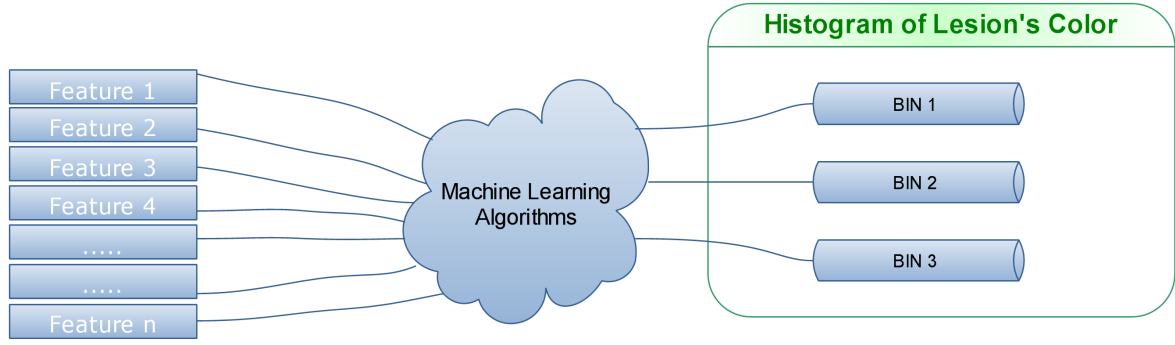 Histogram of Lesion's Color
Feature 1
Feature 2
Feature 3
Feature 4
.....
.....
Feature n
Machine Learning
Algorithms
BIN 1
BIN 2
BIN 3